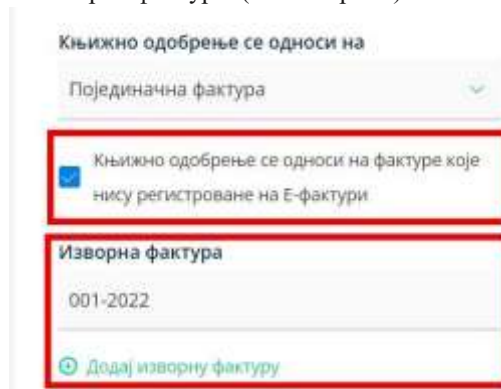 Књижно одобрење се односи на
Појединачна фактура
Књижно одобрење се односи на фактуре које
нису регистроване на Е-фактури
Изворна фактура
001-2022
Додај изворну фактуру